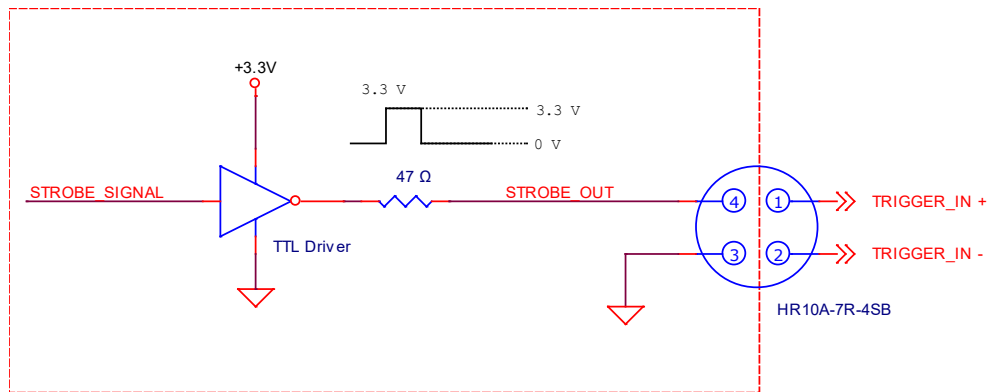 +3.3V
3.3 V
3.3 V
0 V
47 Ω
STROBE_SIGNAL
STROBE_OUT
4
1
TRIGGER_IN +
TTL Driver
3
2
TRIGGER_IN -
HR10A-7R-4SB